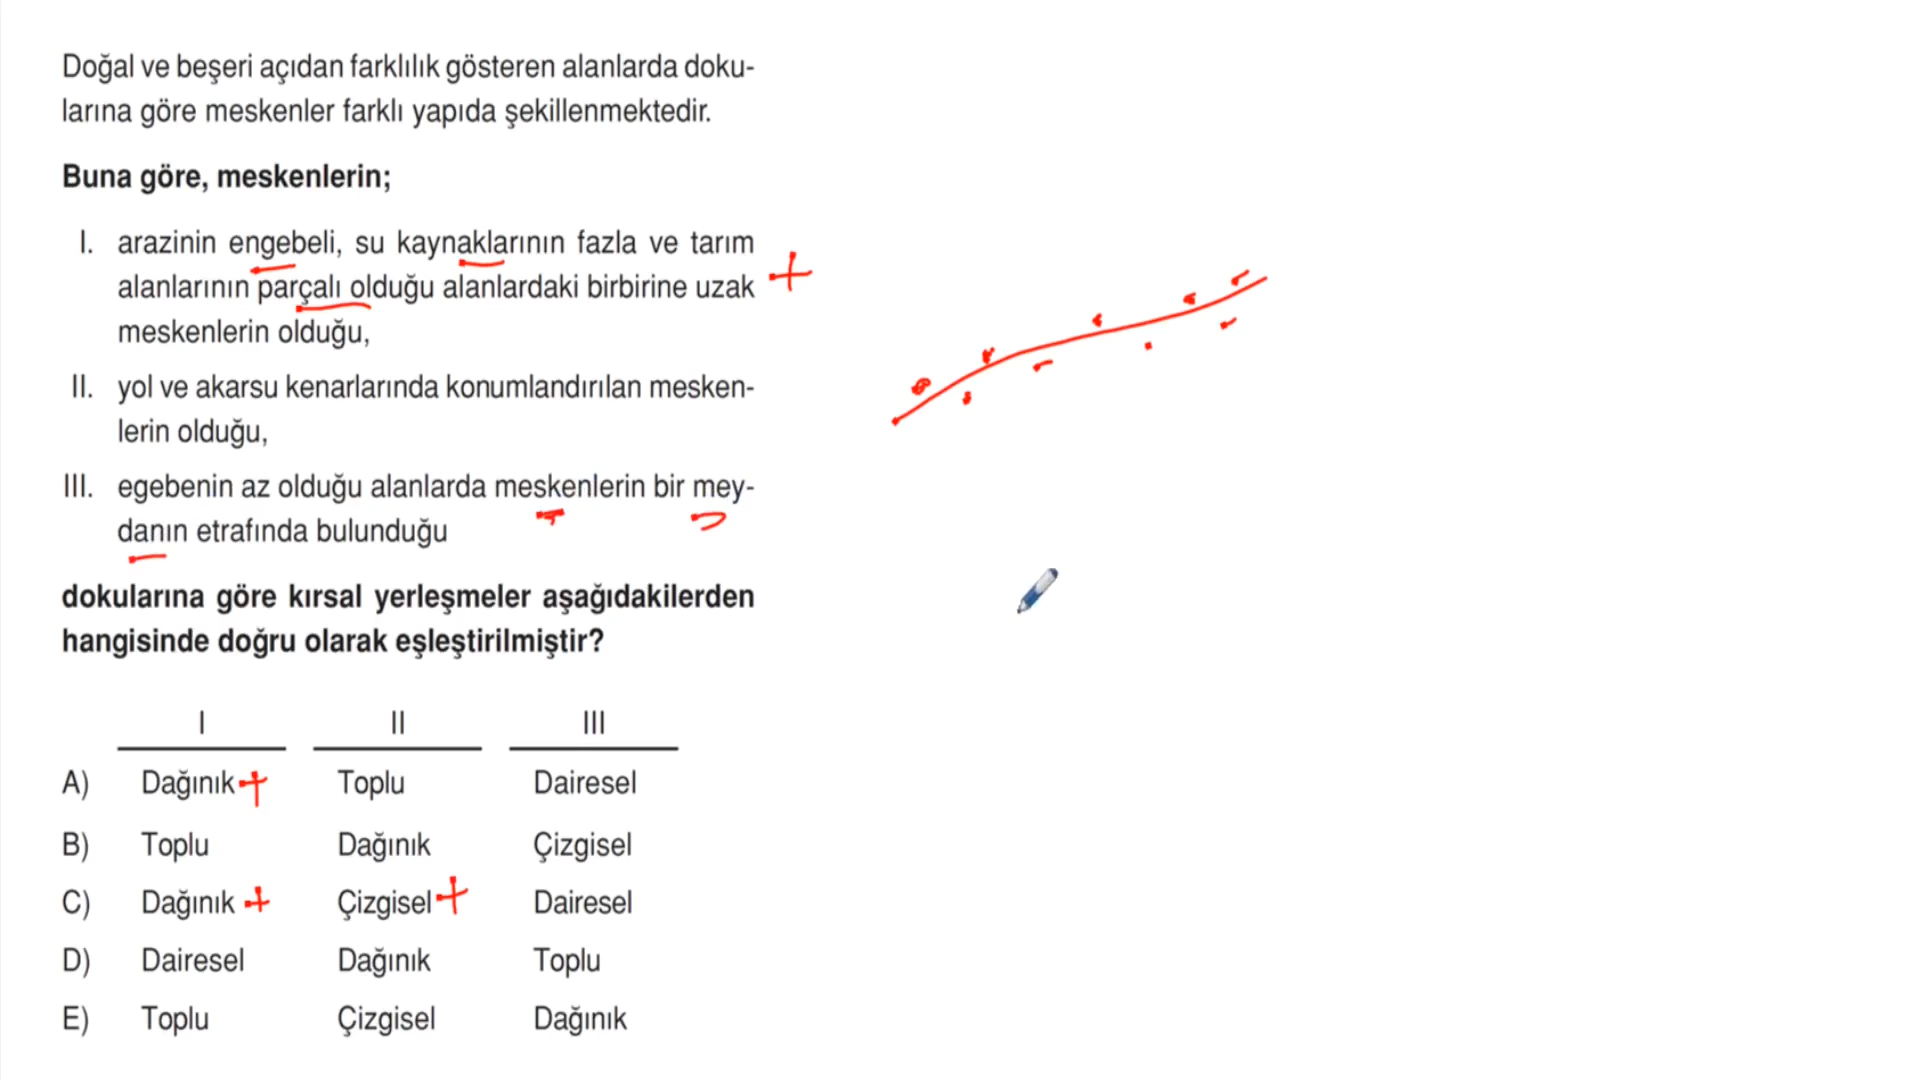 Doğal ve beşeri açıdan farklılık gösteren alanlarda doku-
larına göre meskenler farklı yapıda şekillenmektedir.
Buna göre, meskenlerin;
I. arazinin engebeli, su kaynaklarının fazla ve tarım
alanlarının parçalı olduğu alanlardaki birbirine uzak
meskenlerin olduğu,
II. yol ve akarsu kenarlarında konumlandırılan mesken-
lerin olduğu,
III. egebenin az olduğu alanlarda meskenlerin bir mey-
danın etrafında bulunduğu
dokularına göre kırsal yerleşmeler aşağıdakilerden
hangisinde doğru olarak eşleştirilmiştir?
I II III
A) Dağınık Toplu Dairesel
B) Toplu Dağınık Çizgisel
C) Dağınık Çizgisel Dairesel
D) Dairesel Dağınık Toplu
E) Toplu Çizgisel Dağınık